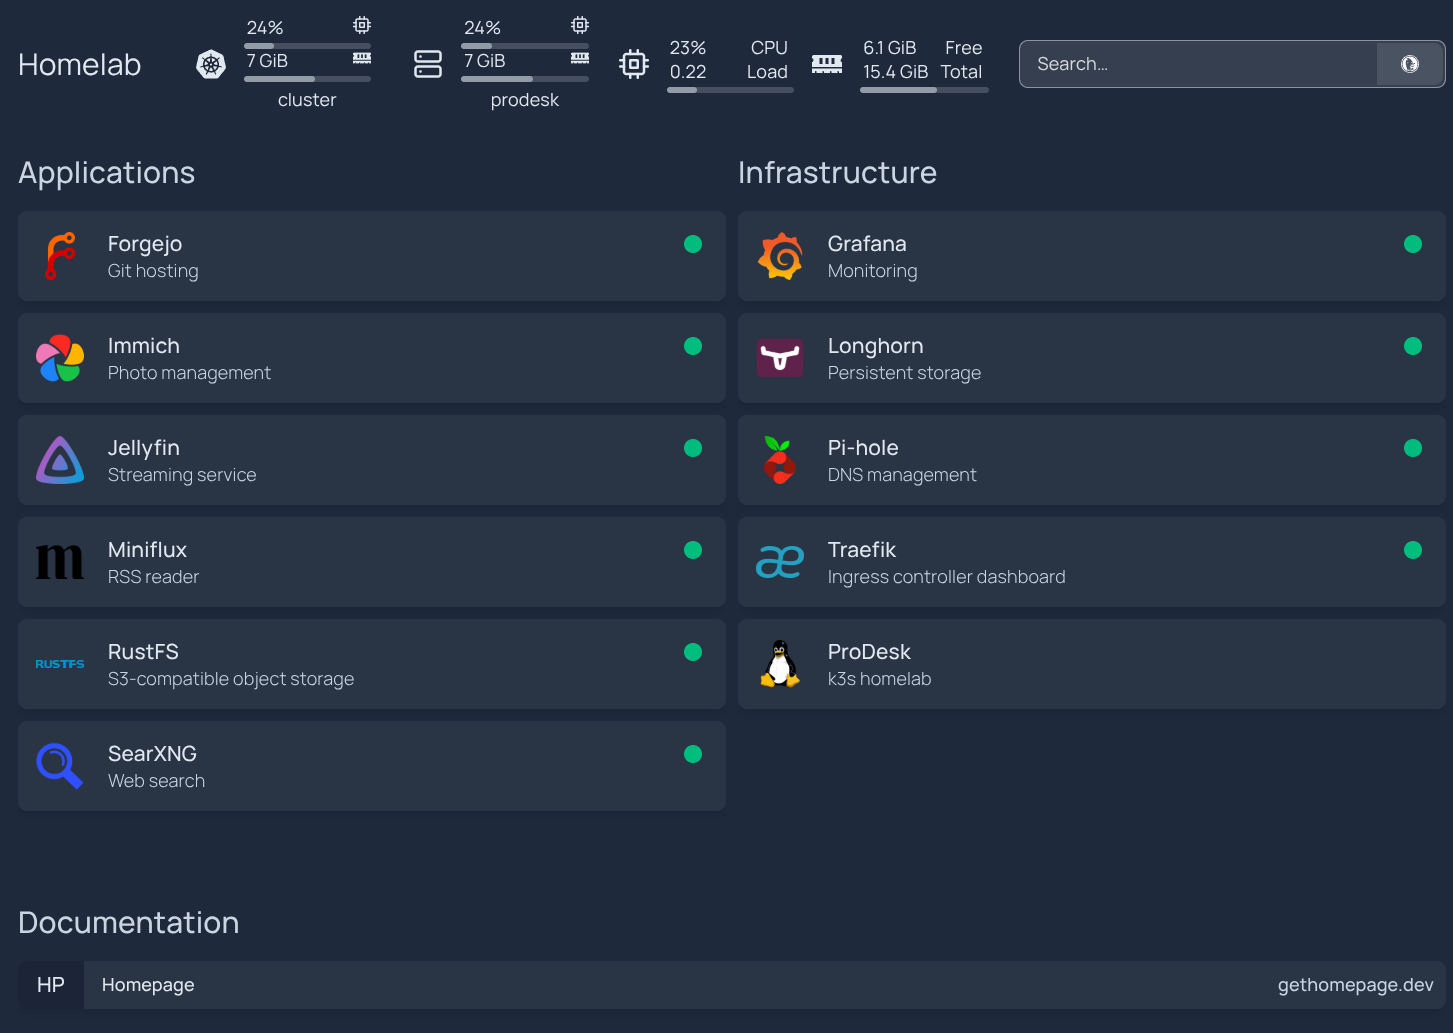 Homelab
24%
7 GiB
cluster
24%
7 GiB
prodesk
23% CPU
0.22 Load
6.1 GiB Free
15.4 GiB Total
Search...
Applications
Forgejo
Git hosting
Immich
Photo management
Jellyfin
Streaming service
m
Miniflux
RSS reader
RUSTFS
RustFS
S3-compatible object storage
SearXNG
Web search
Infrastructure
Grafana
Monitoring
Longhorn
Persistent storage
Pi-hole
DNS management
æ
Traefik
Ingress controller dashboard
ProDesk
k3s homelab
Documentation
HP Homepage gethomepage.dev